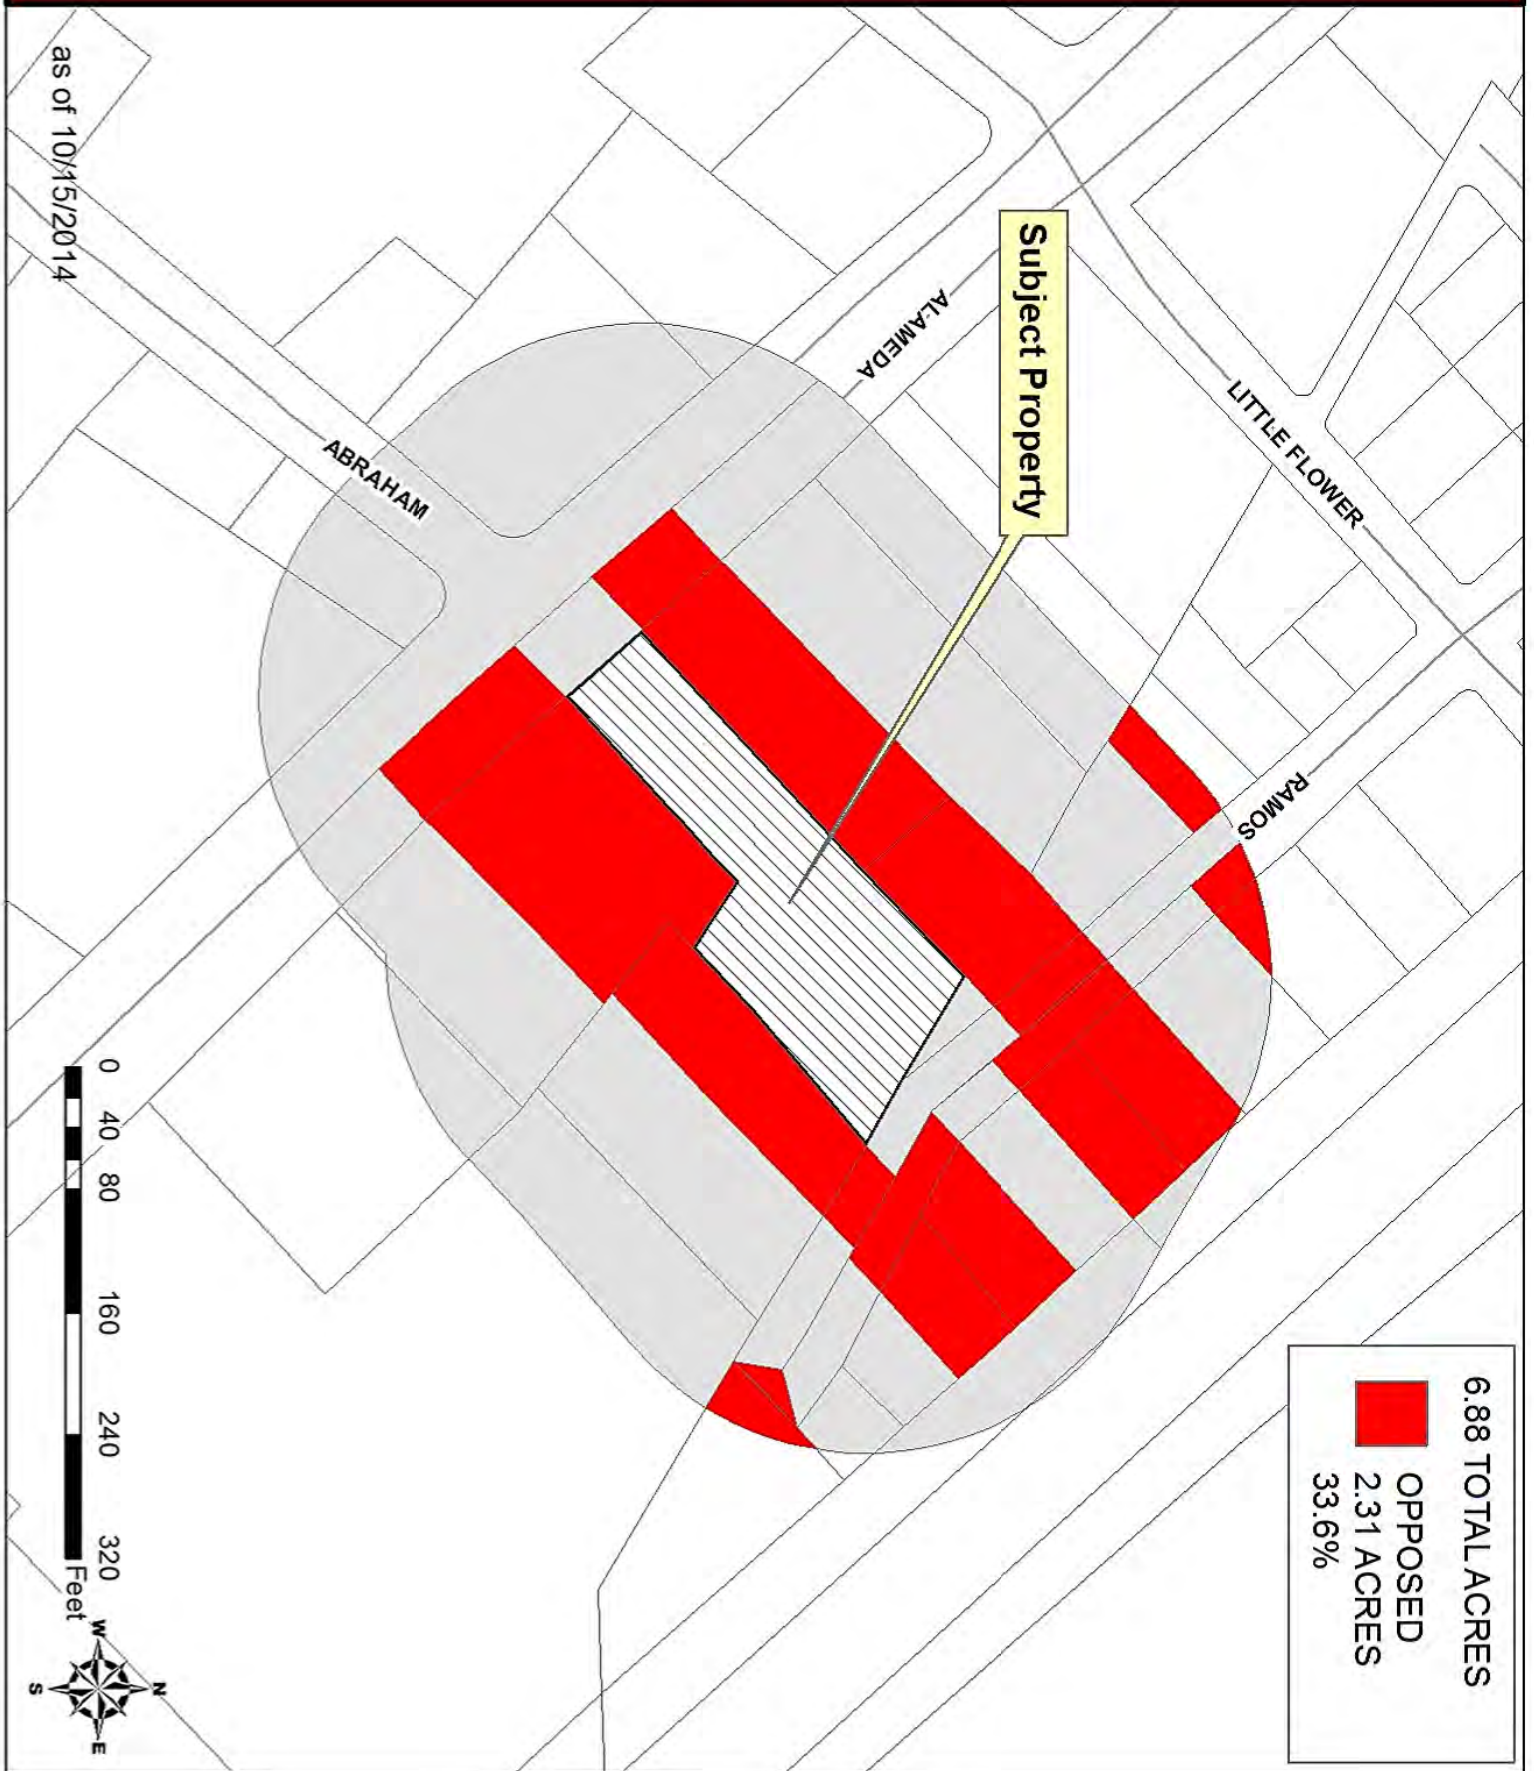 6.88 TOTAL ACRES
OPPOSED
2.31 ACRES
33.6%
LITTLE FLOWER
RAMOS
Subject Property
ALAMEDA
ABRAHAM
as of 10/15/2014
0 40 80 160 240 320
Feet
N
W E
S